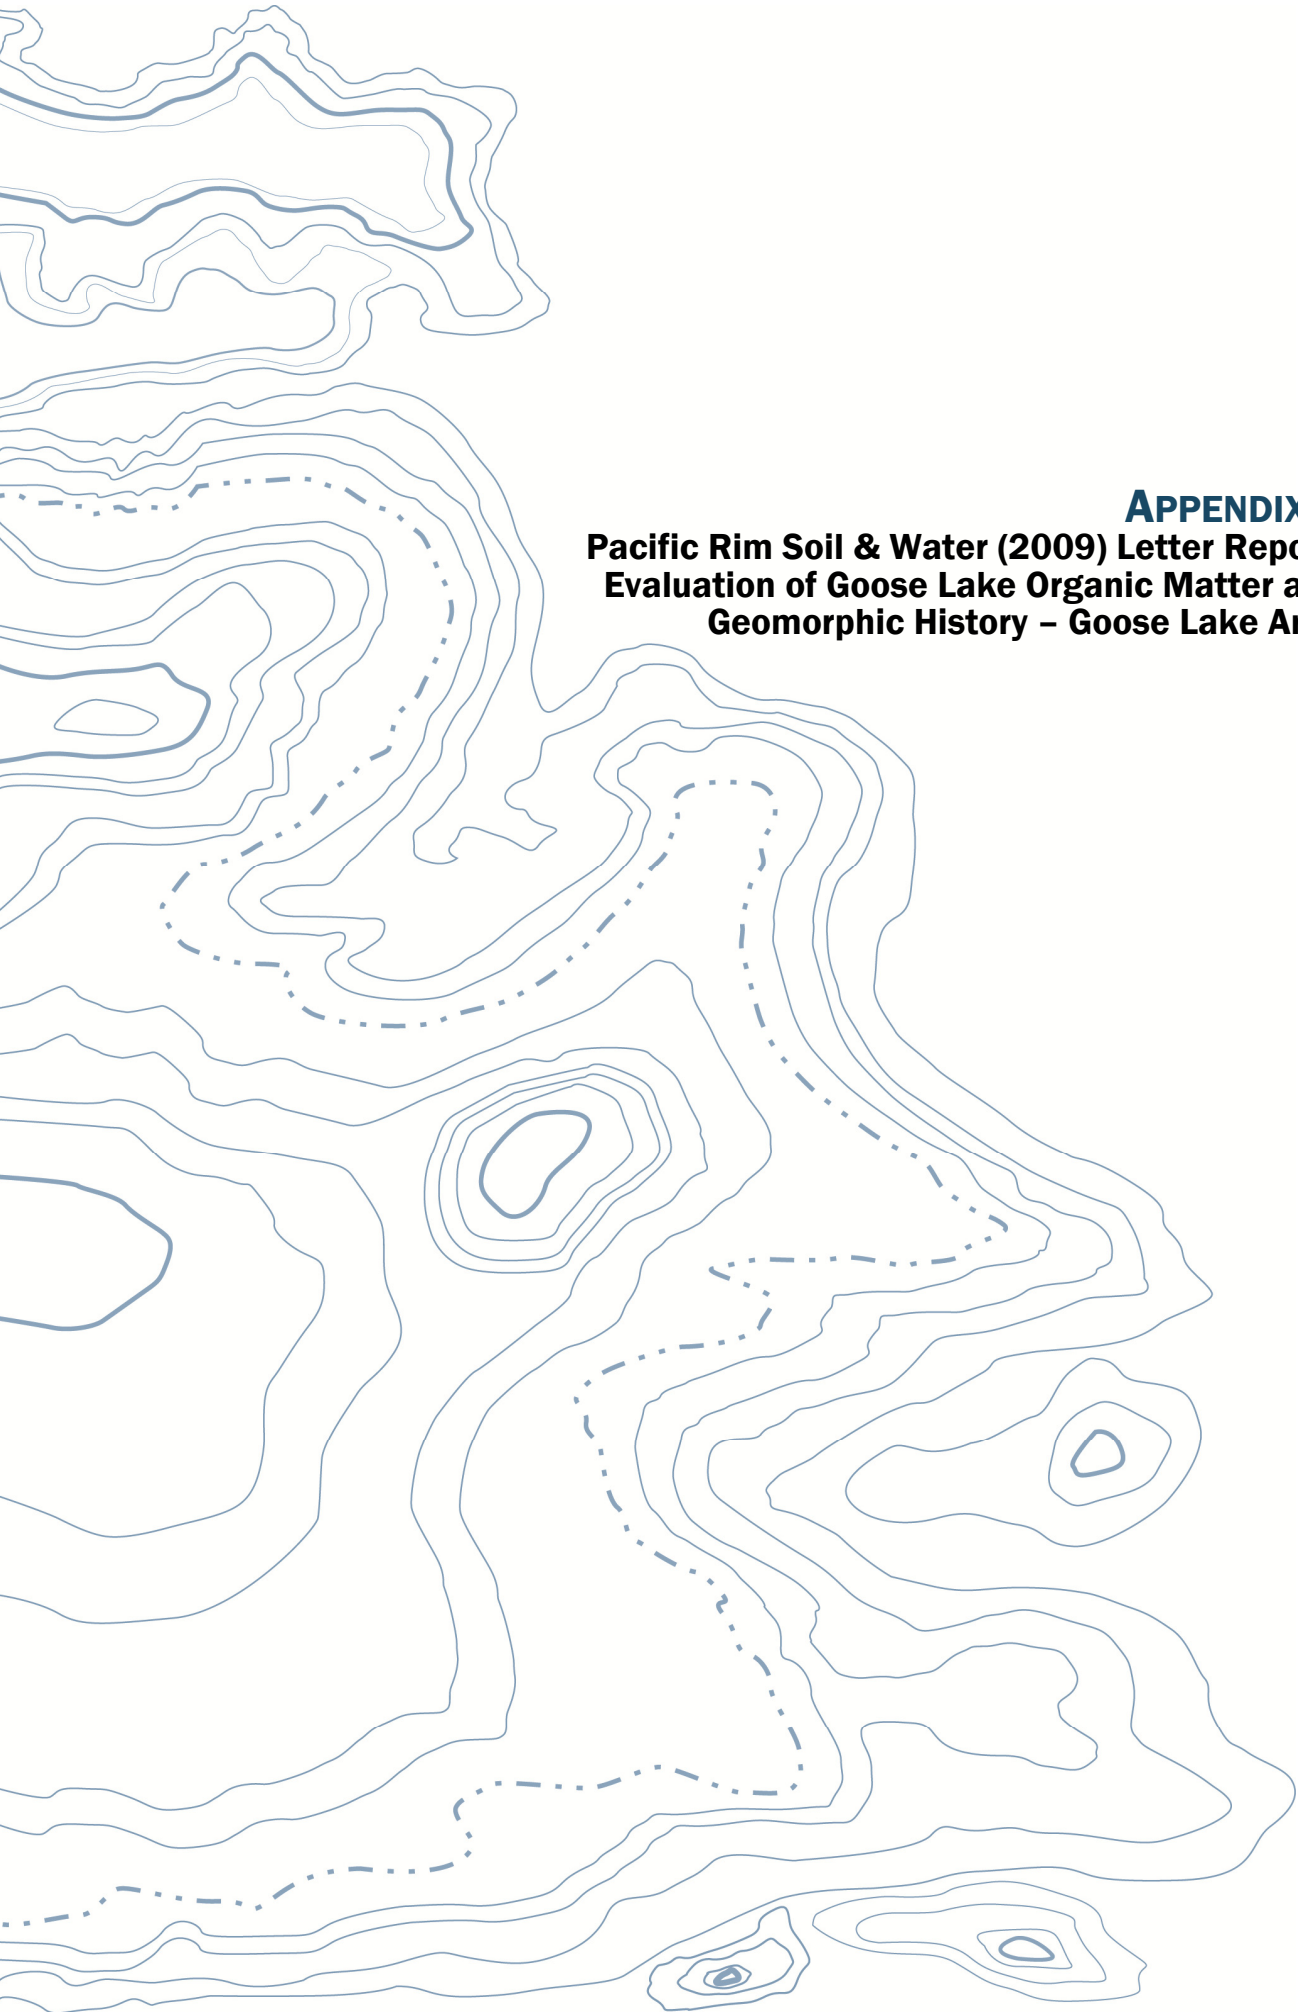 APPENDIX
Pacific Rim Soil & Water (2009) Letter Repo
Evaluation of Goose Lake Organic Matter a
Geomorphic History – Goose Lake Ar